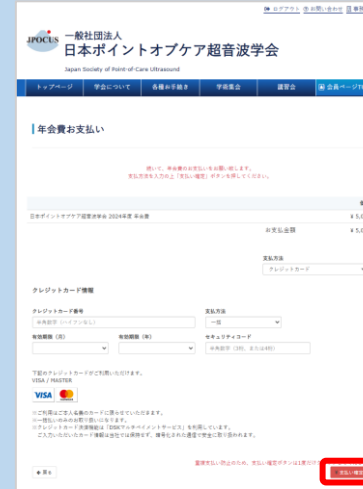 ログアウト お問い合わせ
JPOCUS 一般社団法人
日本ポイントオブケア超音波学会
Japan Society of Point-of-Care Ultrasound
トップページ 学会について 各種お手続き 学術集会 講習会 会員ページT
年会費お支払い
続いて、年会費のお支払いをお願い致します。
支払方法を入力の上「支払い確定」ボタンを押してください。
日本ポイントオブケア超音波学会 2024年度 年会費 ¥ 5,0
お支払金額 ¥ 5,0
支払方法
クレジットカード
クレジットカード情報
クレジットカード番号 支払方法
半角数字（ハイフンなし） 一括
有効期限（月） 有効期限（年） セキュリティコード
半角数字（3桁、または4桁）
下記のクレジットカードがご利用いただけます。
VISA / MASTER
VISA
※ご利用はご本人名義のカードに限らせていただきます。
※一括払いのみのお取り扱いになります。
※クレジットカード決済機能は「DSKマルチペイメントサービス」を利用しています。
ご入力いただいたカード情報は当社では保持せず、暗号化された通信で安全に取り扱われます。
重複支払い防止のため、支払い確定ボタンは1度だけ
戻る 支払い確定